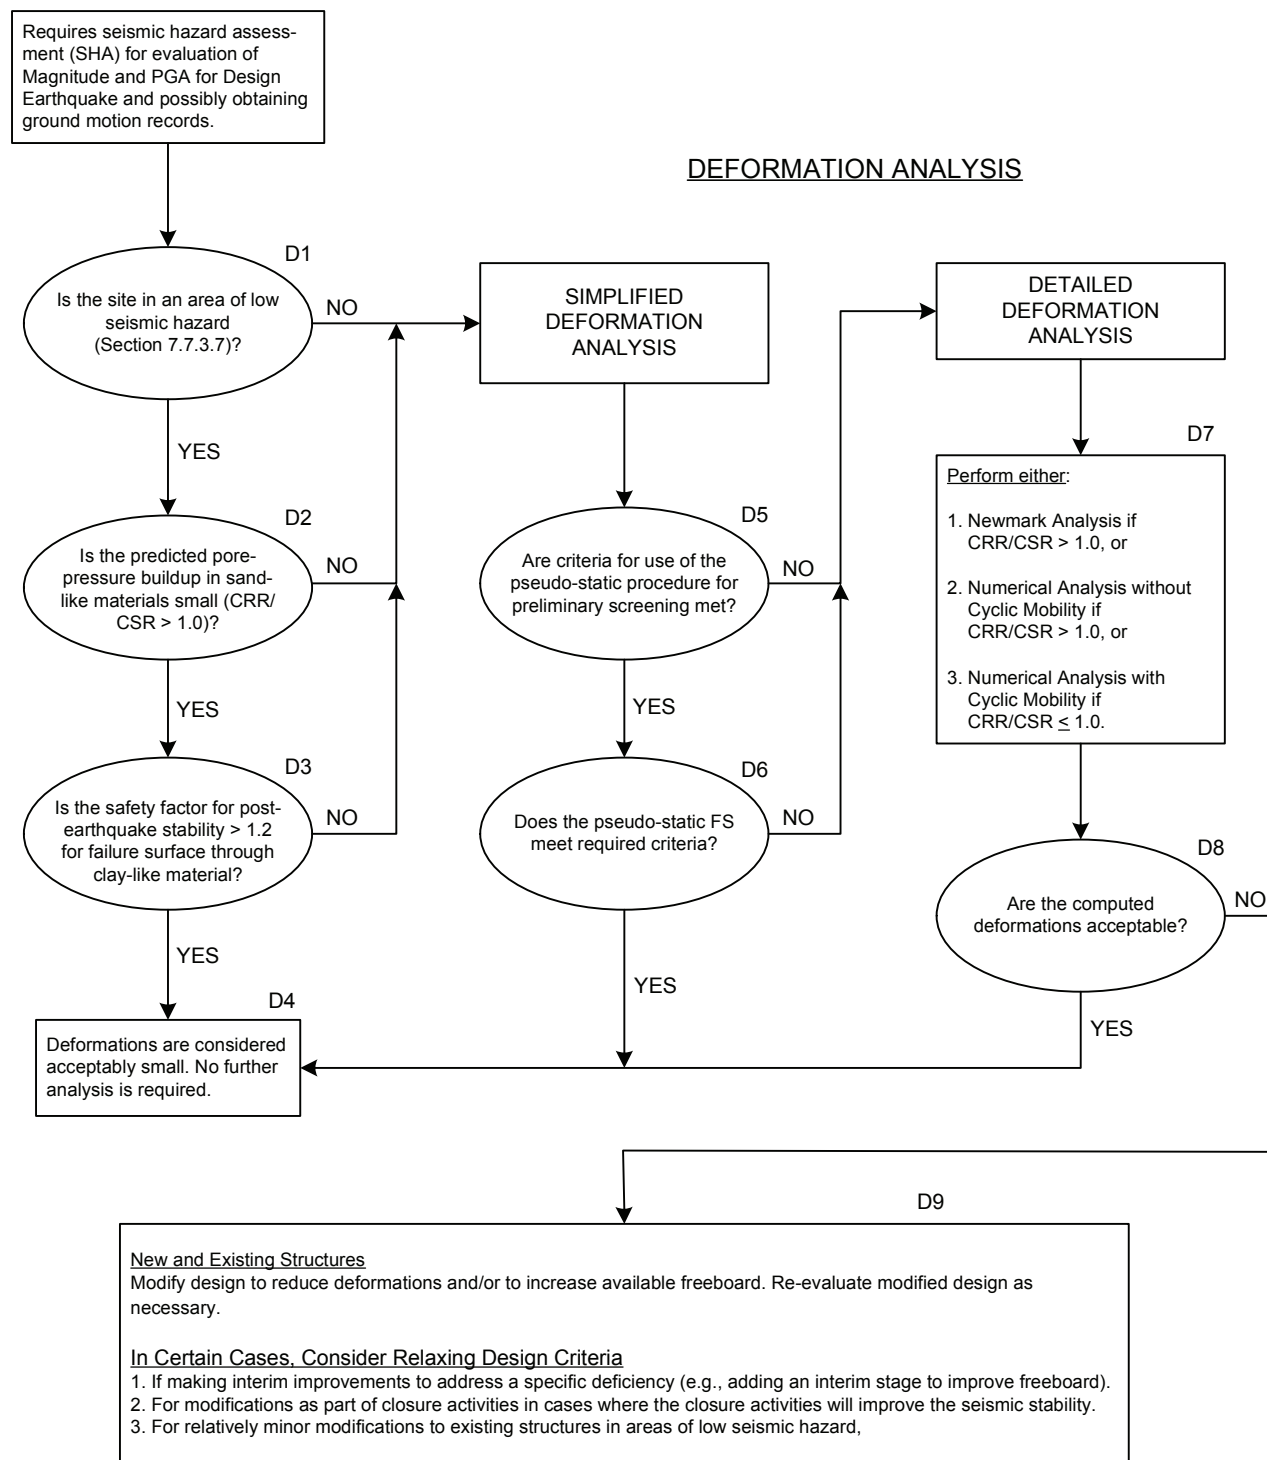 Requires seismic hazard assess-
ment (SHA) for evaluation of
Magnitude and PGA for Design
Earthquake and possibly obtaining
ground motion records.
DEFORMATION ANALYSIS
D1
Is the site in an area of low
seismic hazard
(Section 7.7.3.7)?
NO
YES
D2
Is the predicted pore-
pressure buildup in sand-
like materials small (CRR/
CSR > 1.0)?
NO
YES
D3
Is the safety factor for post-
earthquake stability > 1.2
for failure surface through
clay-like material?
NO
YES
D4
Deformations are considered
acceptably small. No further
analysis is required.
SIMPLIFIED
DEFORMATION
ANALYSIS
D5
Are criteria for use of the
pseudo-static procedure for
preliminary screening met?
NO
YES
D6
Does the pseudo-static FS
meet required criteria?
NO
YES
DETAILED
DEFORMATION
ANALYSIS
D7
Perform either:
1. Newmark Analysis if
CRR/CSR > 1.0, or
2. Numerical Analysis without
Cyclic Mobility if
CRR/CSR > 1.0, or
3. Numerical Analysis with
Cyclic Mobility if
CRR/CSR ≤ 1.0.
D8
Are the computed
deformations acceptable?
NO
YES
D9
New and Existing Structures
Modify design to reduce deformations and/or to increase available freeboard. Re-evaluate modified design as
necessary.
In Certain Cases, Consider Relaxing Design Criteria
1. If making interim improvements to address a specific deficiency (e.g., adding an interim stage to improve freeboard).
2. For modifications as part of closure activities in cases where the closure activities will improve the seismic stability.
3. For relatively minor modifications to existing structures in areas of low seismic hazard,